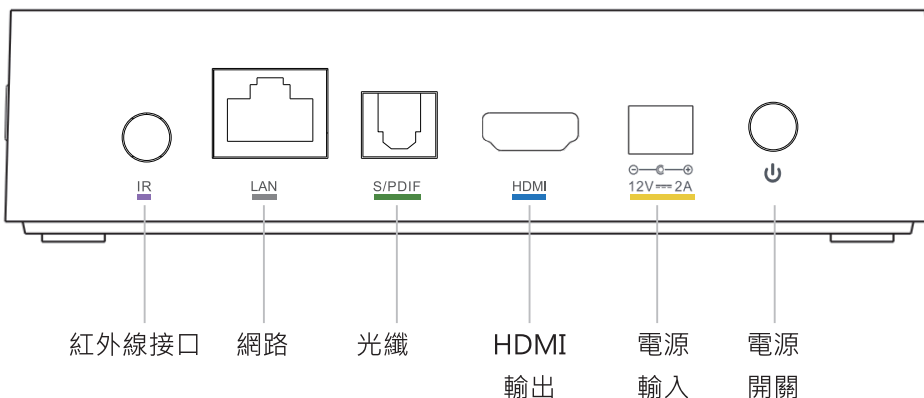 IR
LAN
S/PDIF
HDMI
12V⎓2A
紅外線接口
網路
光纖
HDMI
輸出
電源
輸入
電源
開關